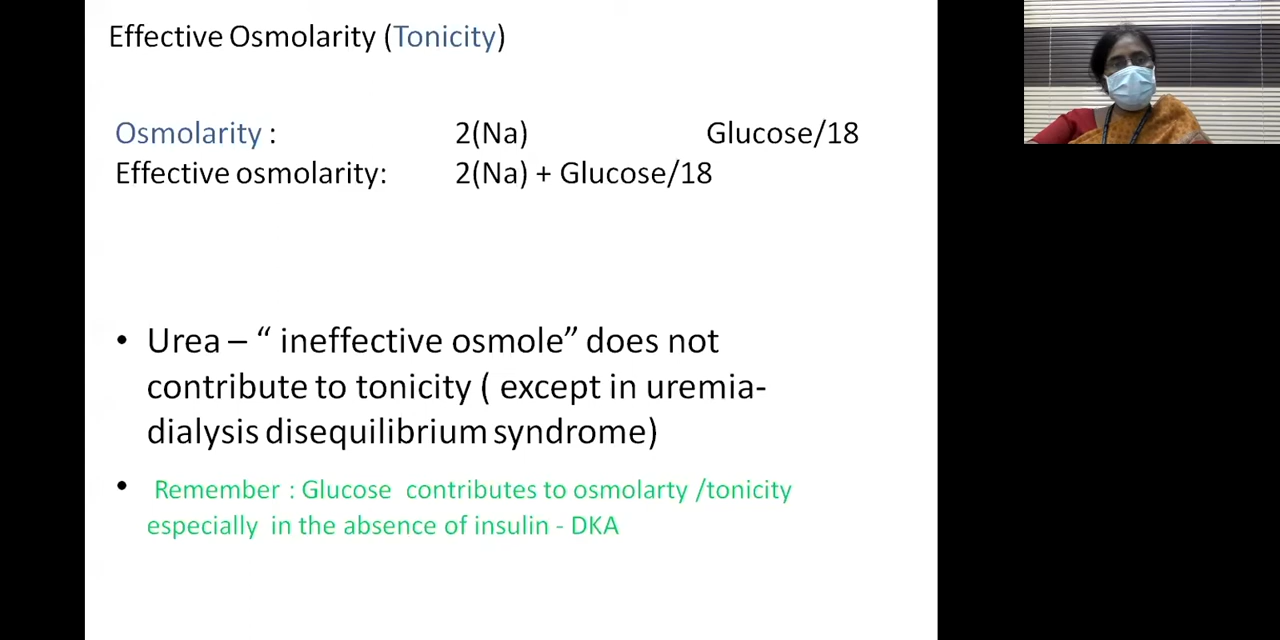 Effective Osmolarity (Tonicity)
Osmolarity : 2(Na) Glucose/18
Effective osmolarity: 2(Na) + Glucose/18
• Urea – “ ineffective osmole” does not
contribute to tonicity ( except in uremia-
dialysis disequilibrium syndrome)
• Remember : Glucose contributes to osmolarty /tonicity
especially in the absence of insulin - DKA